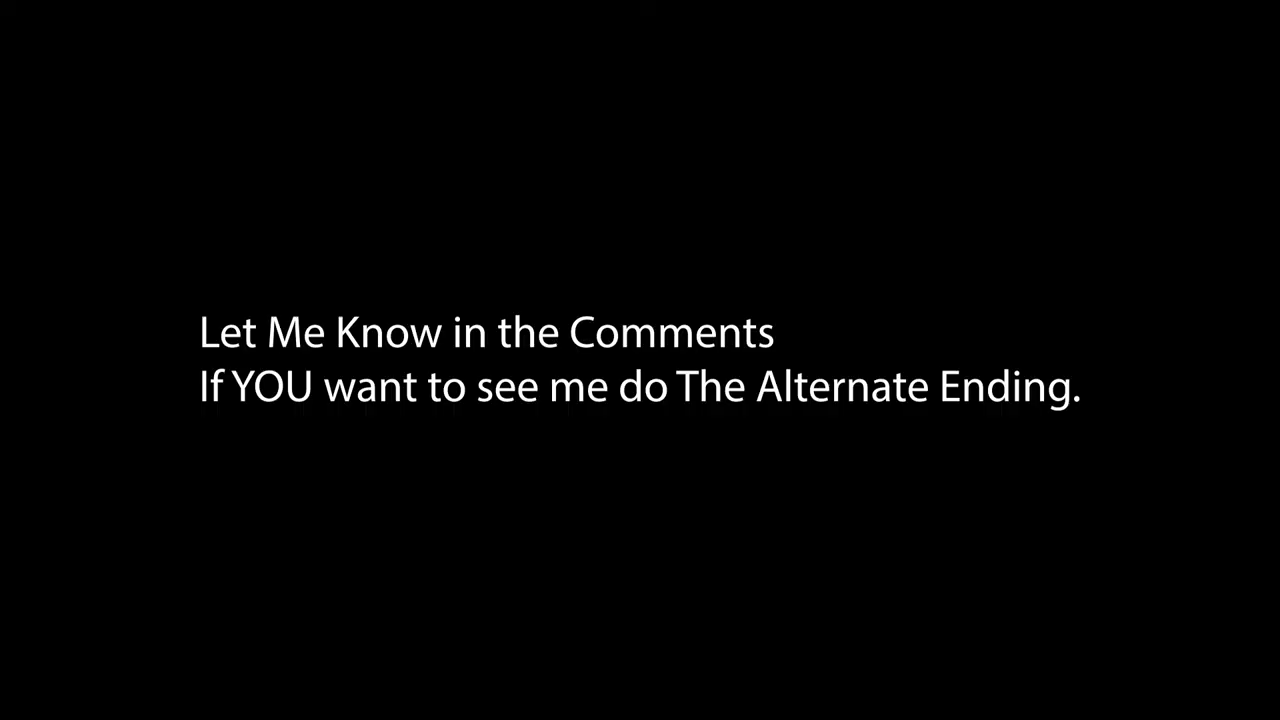 Let Me Know in the Comments
If YOU want to see me do The Alternate Ending.